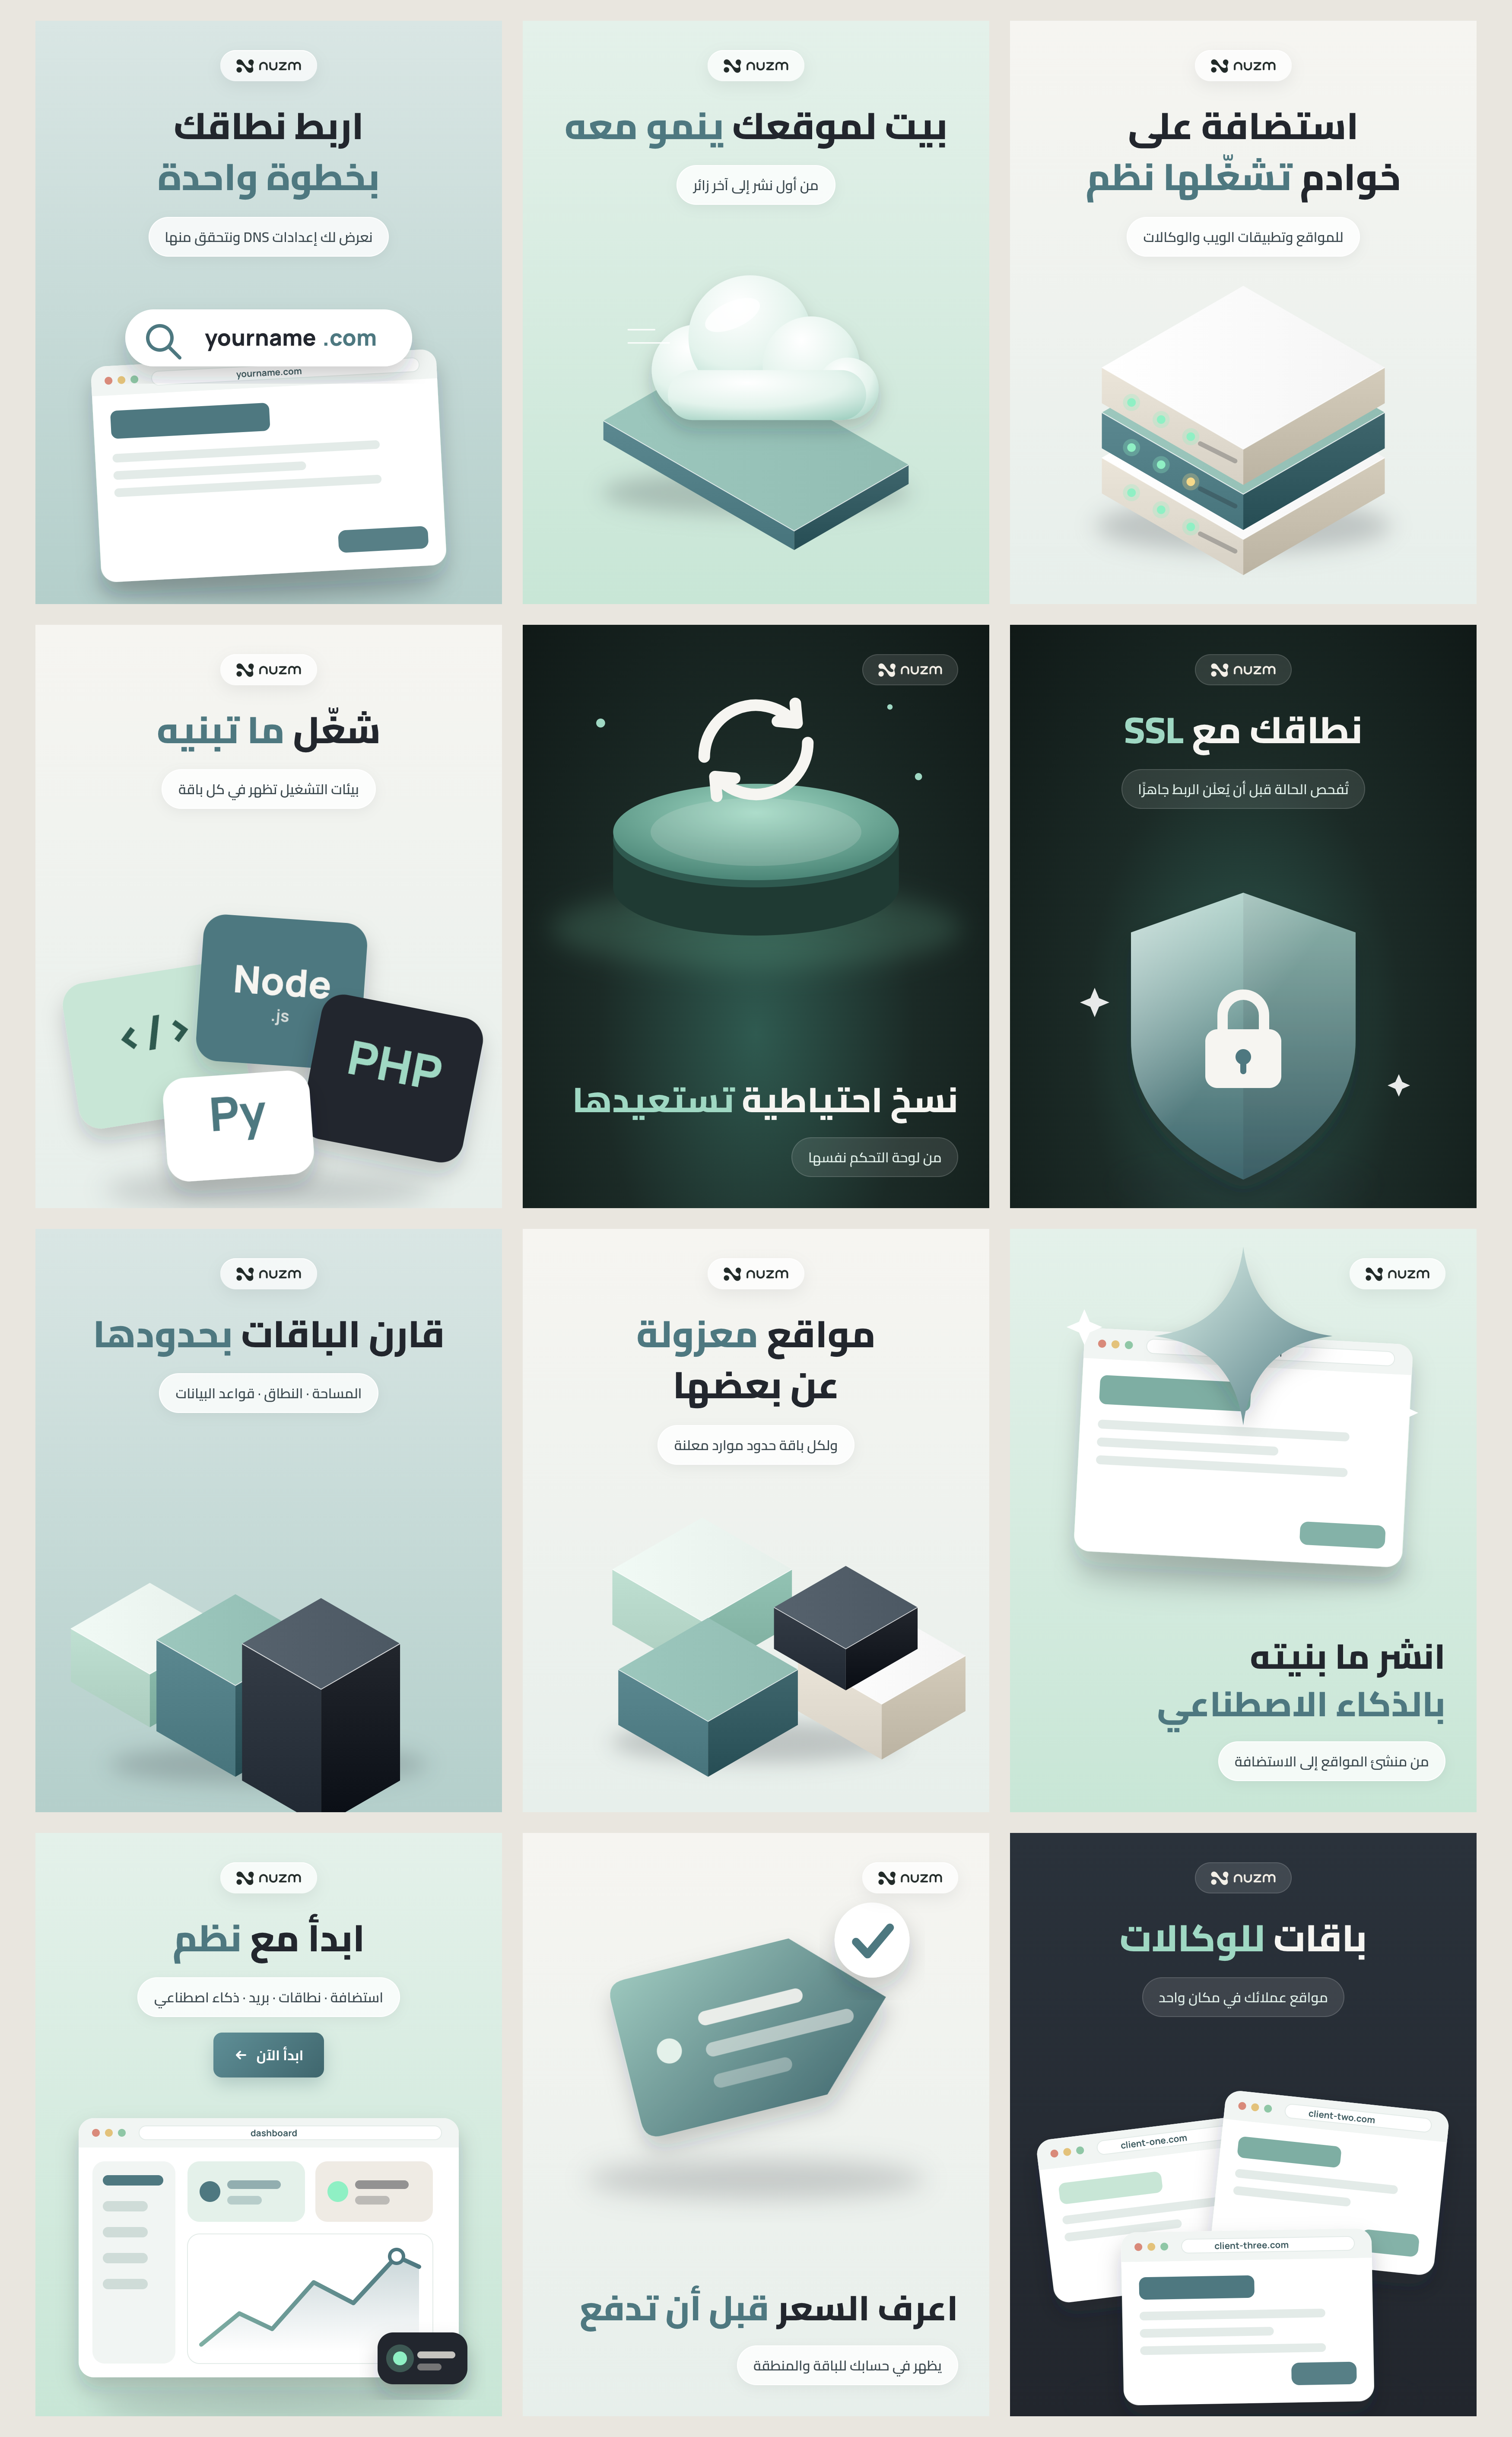 nuzm
استضافة على
خوادم تشغّلها نظم
للمواقع وتطبيقات الويب والوكالات
nuzm
بيت لموقعك ينمو معه
من أول نشر إلى آخر زائر
nuzm
اربط نطاقك
بخطوة واحدة
نعرض لك إعدادات DNS ونتحقق منها
yourname .com
yourname.com
nuzm
نطاقك مع SSL
تُفحص الحالة قبل أن يُعلَن الربط جاهزًا
nuzm
نسخ احتياطية تستعيدها
من لوحة التحكم نفسها
nuzm
شغّل ما تبنيه
بيئات التشغيل تظهر في كل باقة
</>
Node
.js
PHP
Py
nuzm
انشر ما بنيته
بالذكاء الاصطناعي
من منشئ المواقع إلى الاستضافة
nuzm
مواقع معزولة
عن بعضها
ولكل باقة حدود موارد معلنة
nuzm
قارن الباقات بحدودها
المساحة · النطاق · قواعد البيانات
nuzm
باقات للوكالات
مواقع عملائك في مكان واحد
client-one.com
client-two.com
client-three.com
nuzm
اعرف السعر قبل أن تدفع
يظهر في حسابك للباقة والمنطقة
nuzm
ابدأ مع نظم
استضافة · نطاقات · بريد · ذكاء اصطناعي
ابدأ الآن ←
dashboard